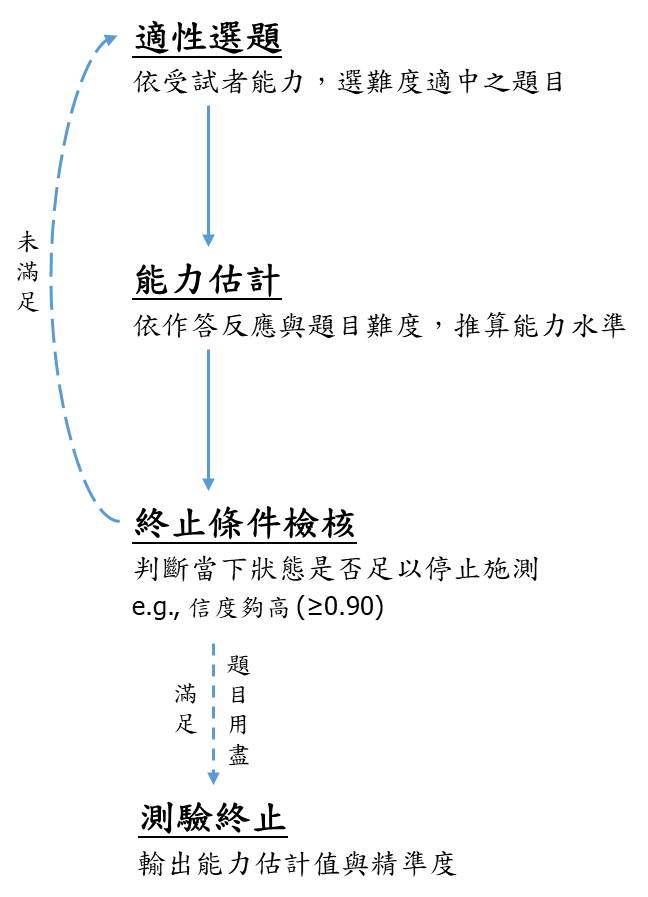 適性選題
依受試者能力，選難度適中之題目
未滿足
能力估計
依作答反應與題目難度，推算能力水準
終止條件檢核
判斷當下狀態是否足以停止施測
e.g., 信度夠高 (≥0.90)
滿足
題目用盡
測驗終止
輸出能力估計值與精準度